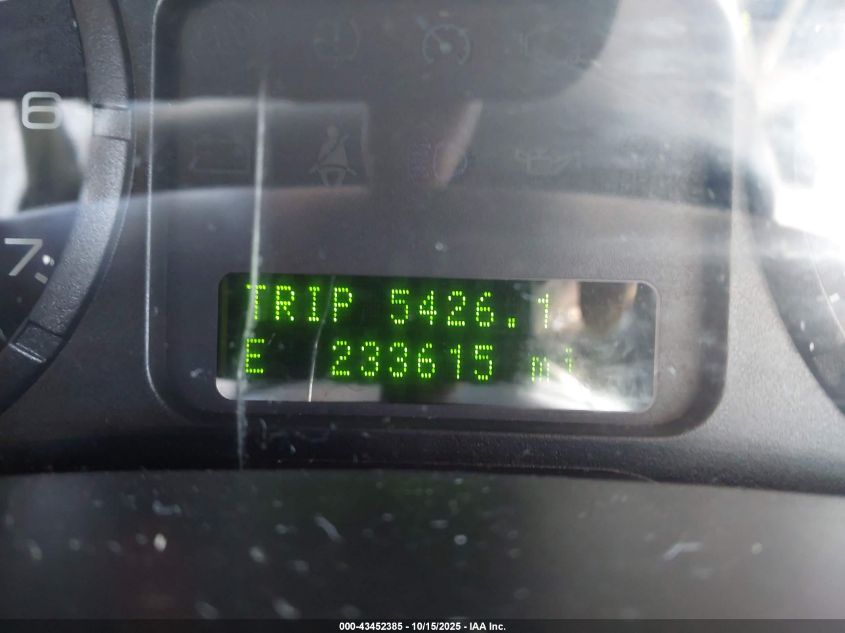 6
7
TRIP 5426.1
E 233615 mi
000-43452385 - 10/15/2025 - IAA Inc.